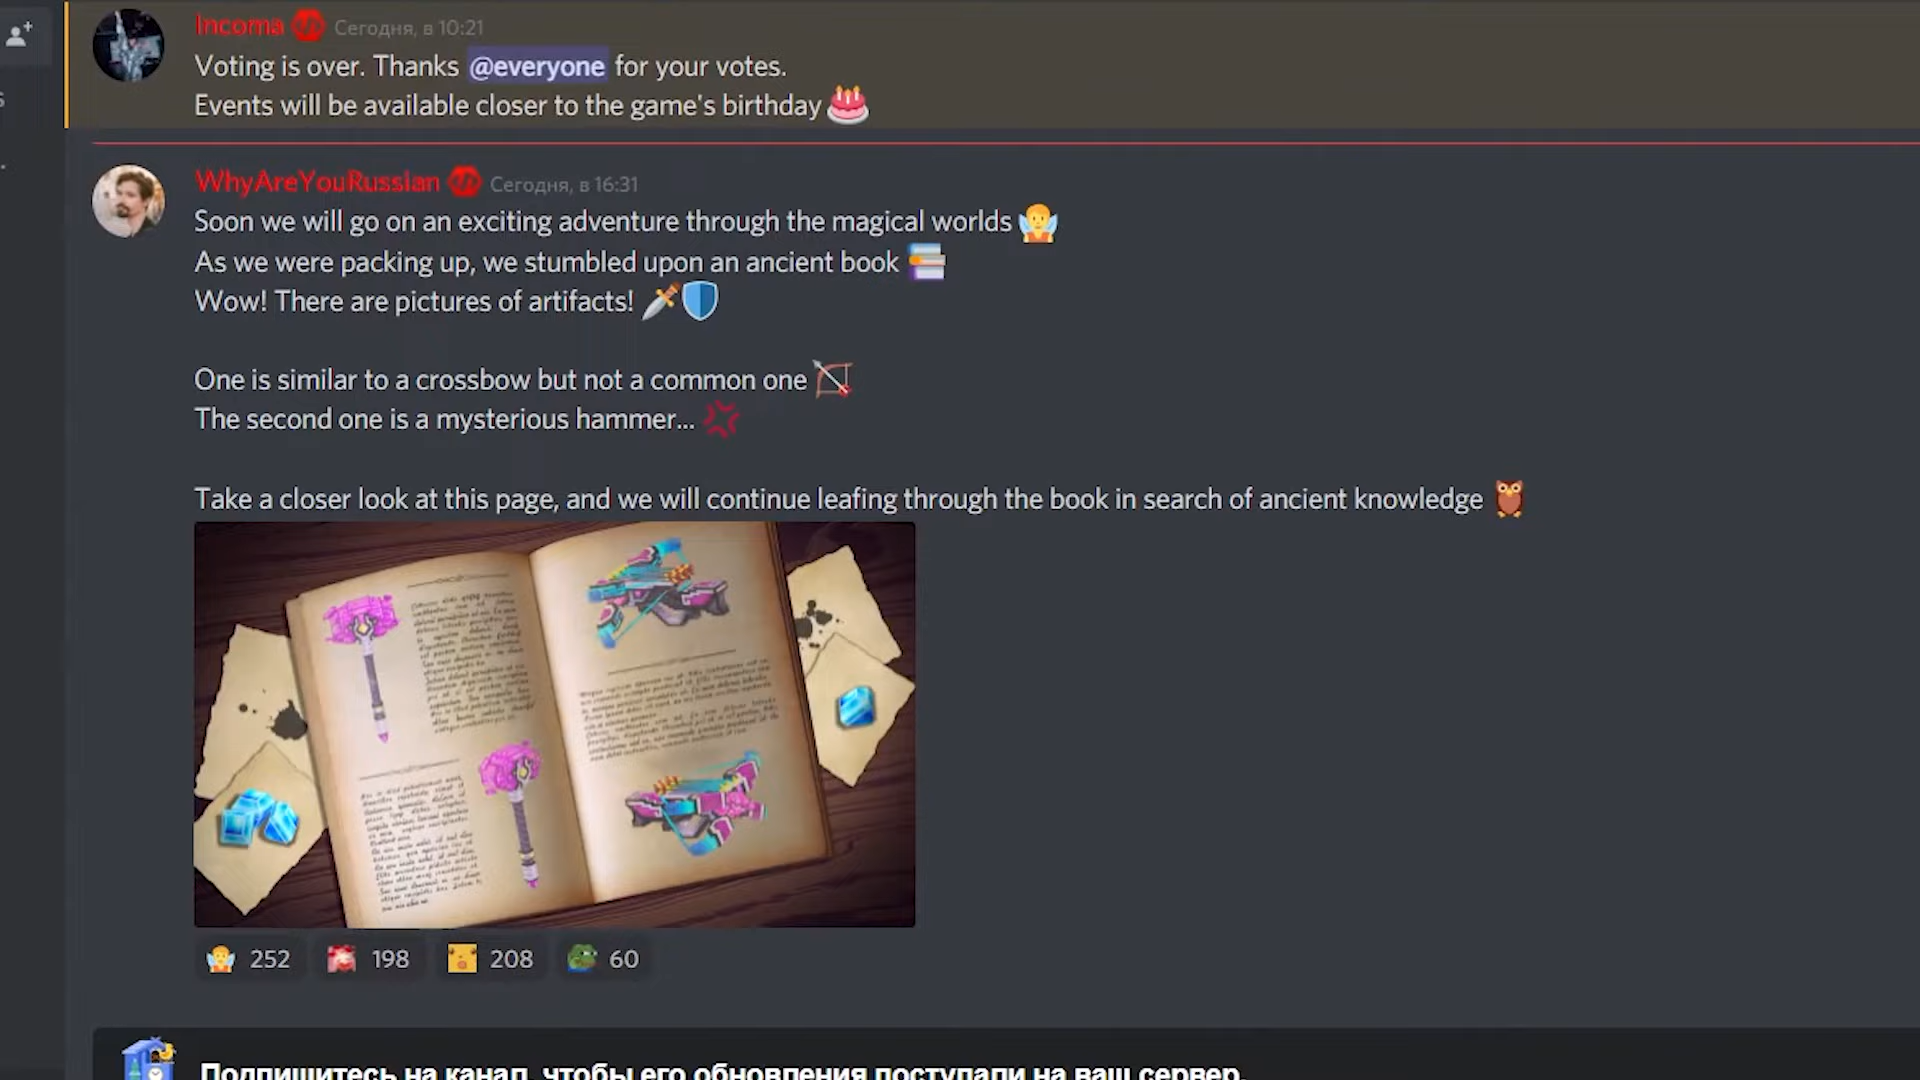 Incoma Сегодня, в 10:21
Voting is over. Thanks @everyone for your votes.
Events will be available closer to the game's birthday
WhyAreYouRussian Сегодня, в 16:31
Soon we will go on an exciting adventure through the magical worlds
As we were packing up, we stumbled upon an ancient book
Wow! There are pictures of artifacts!
One is similar to a crossbow but not a common one
The second one is a mysterious hammer...
Take a closer look at this page, and we will continue leafing through the book in search of ancient knowledge
252 198 208 60
Подпишитесь на канал, чтобы его обновления поступали на ваш сервер.